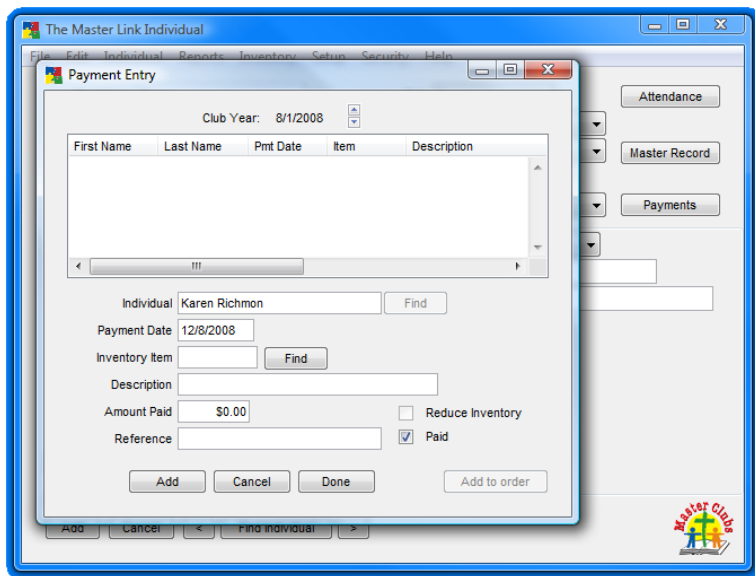 The Master Link Individual
File Edit Individual Reports Inventory Setup Security Help
Payment Entry
Attendance
Master Record
Payments
Club Year: 8/1/2008
First Name Last Name Pmt Date Item Description
Individual Karen Richmon Find
Payment Date 12/8/2008
Inventory Item Find
Description
Amount Paid $0.00 Reduce Inventory
Reference Paid
Add Cancel Done Add to order
Add Cancel < Find Individual >
Master Clubs